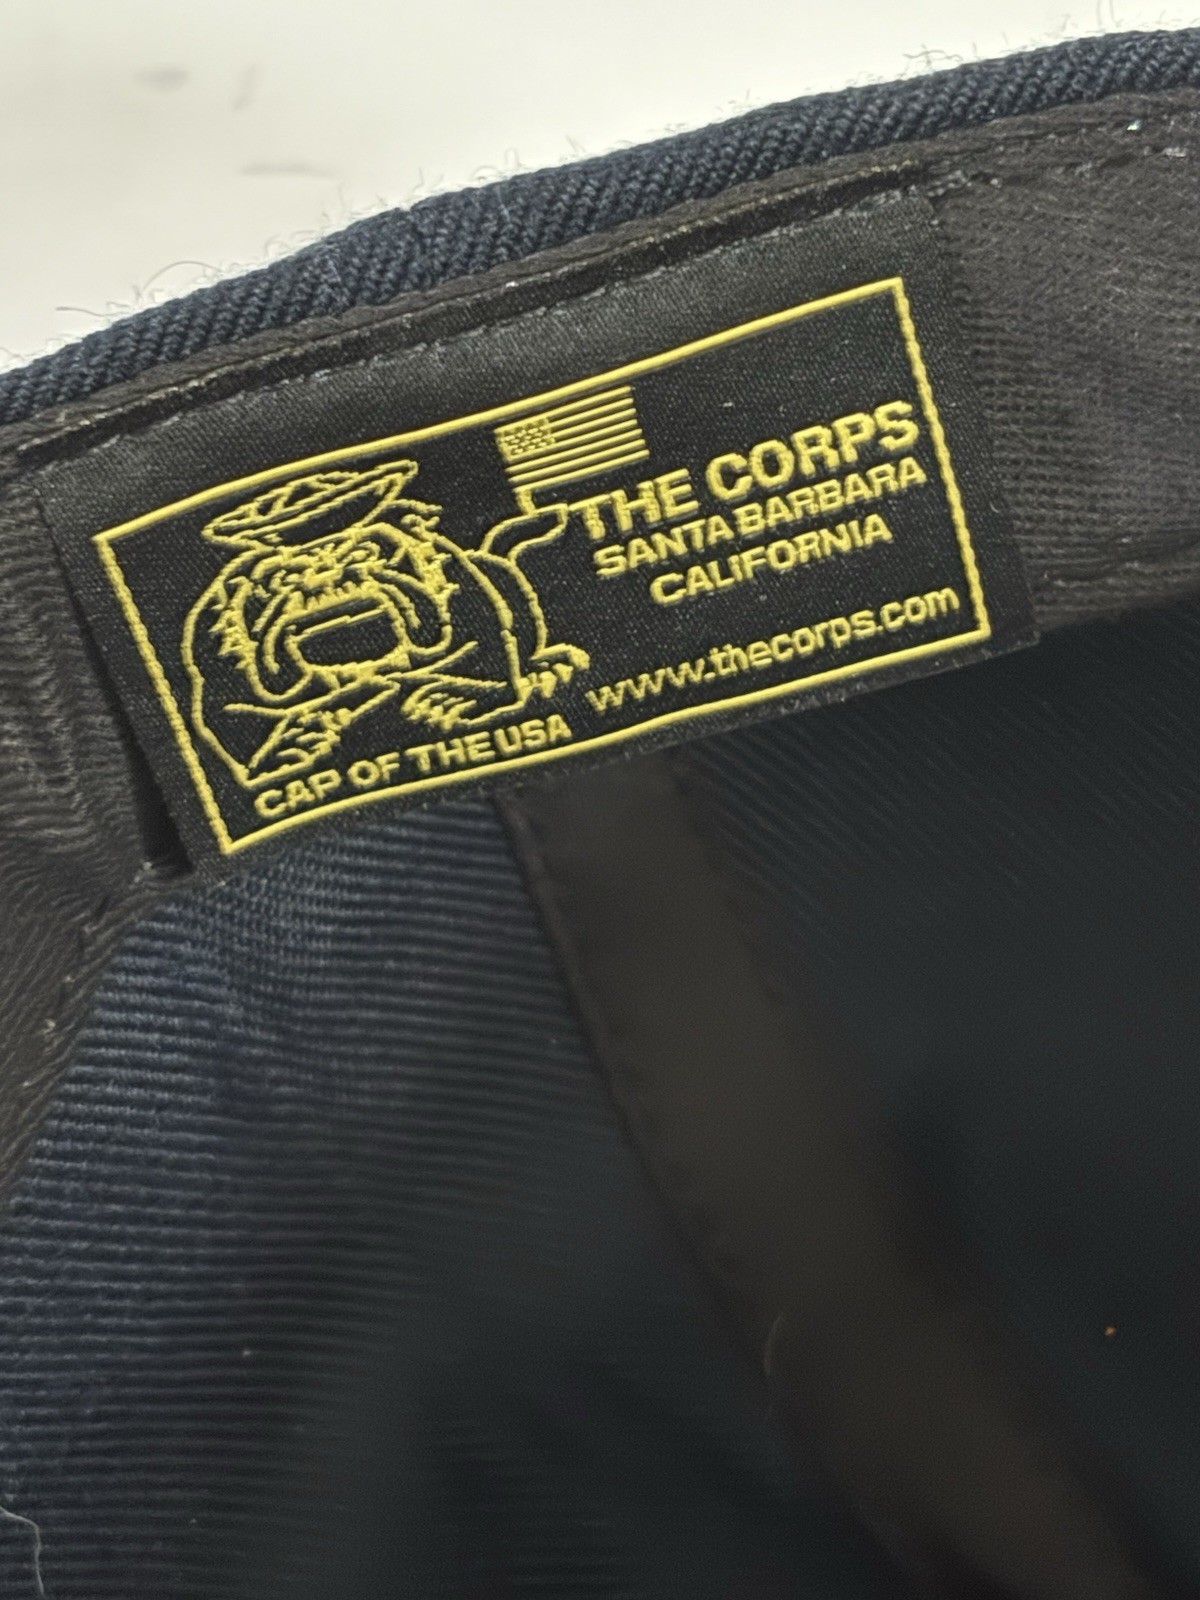 THE CORPS
SANTA BARBARA
CALIFORNIA
www.thecorps.com
CAP OF THE USA